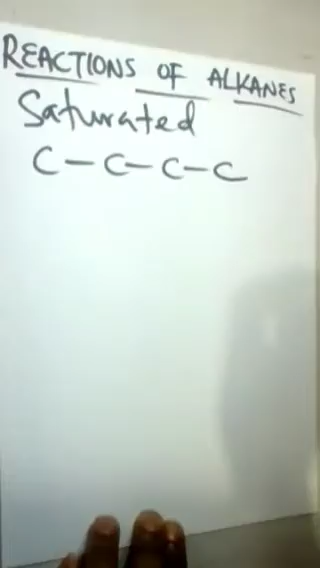 REACTIONS OF ALKANES
Saturated
C – C – C – C